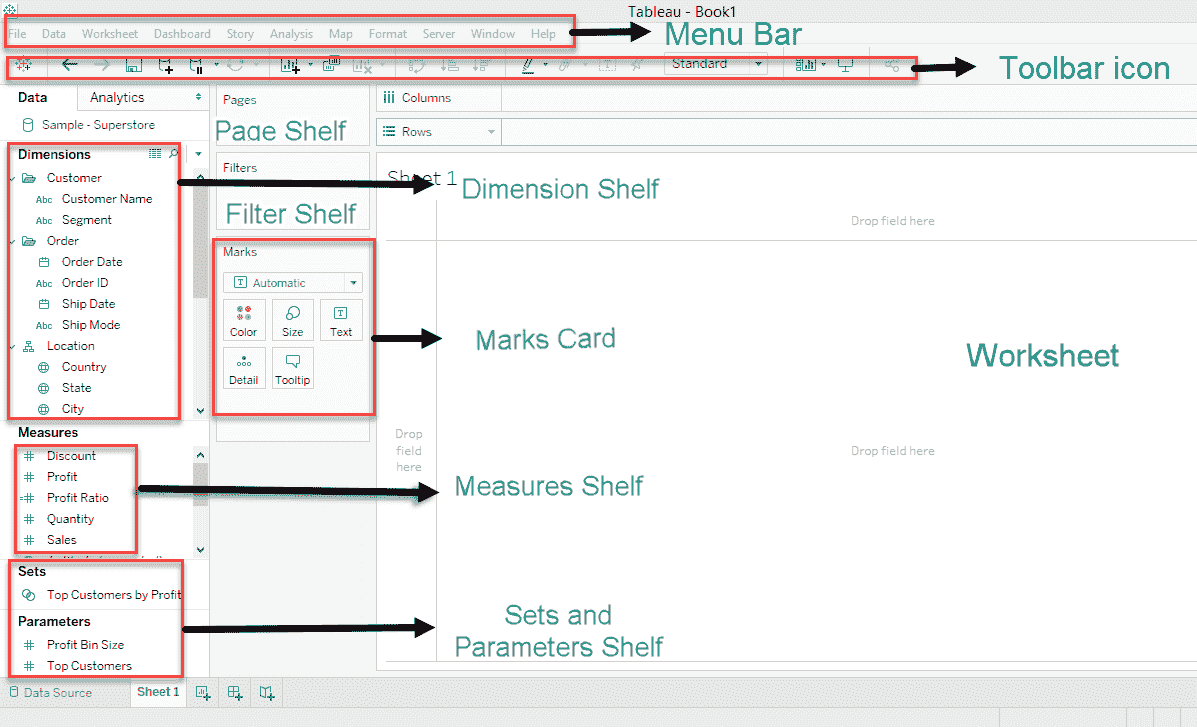 Tableau - Book1
File Data Worksheet Dashboard Story Analysis Map Format Server Window Help
Menu Bar
Standard
Toolbar icon
Data Analytics
Pages
Columns
Sample - Superstore
Page Shelf
Rows
Dimensions
Filters
Customer
Sheet 1
Dimension Shelf
Abc Customer Name
Abc Segment
Filter Shelf
Drop field here
Order
Marks
Order Date
Abc Order ID
Automatic
Ship Date
Abc Ship Mode
Color Size Text
Marks Card
Location
Worksheet
Country
State
Detail Tooltip
City
Measures
Drop
field
here
Drop field here
Discount
Profit
Profit Ratio
Measures Shelf
Quantity
Sales
Sets
Top Customers by Profit
Sets and
Parameters Shelf
Parameters
Profit Bin Size
Top Customers
Data Source
Sheet 1